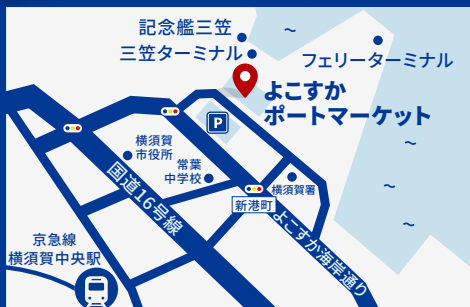 記念艦三笠
三笠ターミナル
フェリーターミナル
よこすか
ポートマーケット
P
横須賀
市役所
常葉
中学校
横須賀署
新港町
国道16号線
よこすか海岸通り
京急線
横須賀中央駅